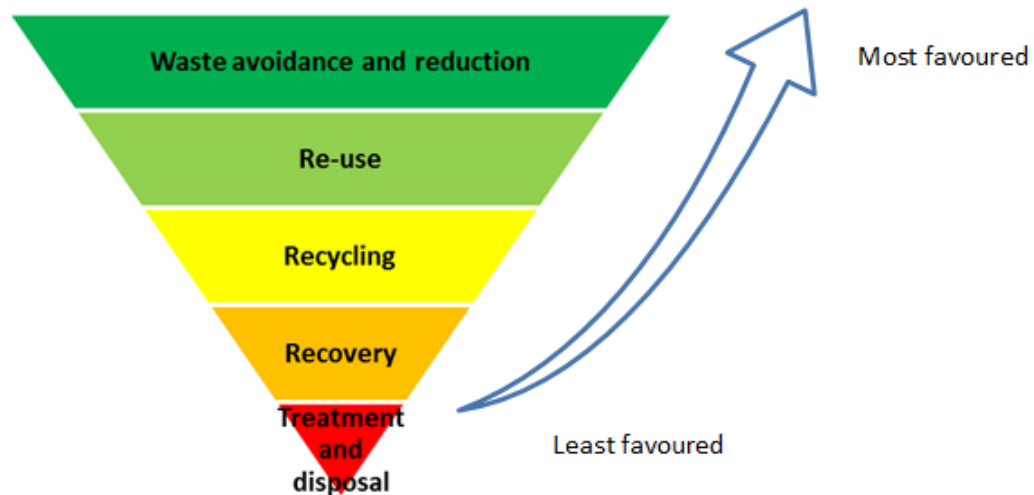 Waste avoidance and reduction
Most favoured
Re-use
Recycling
Recovery
Treatment
and
disposal
Least favoured